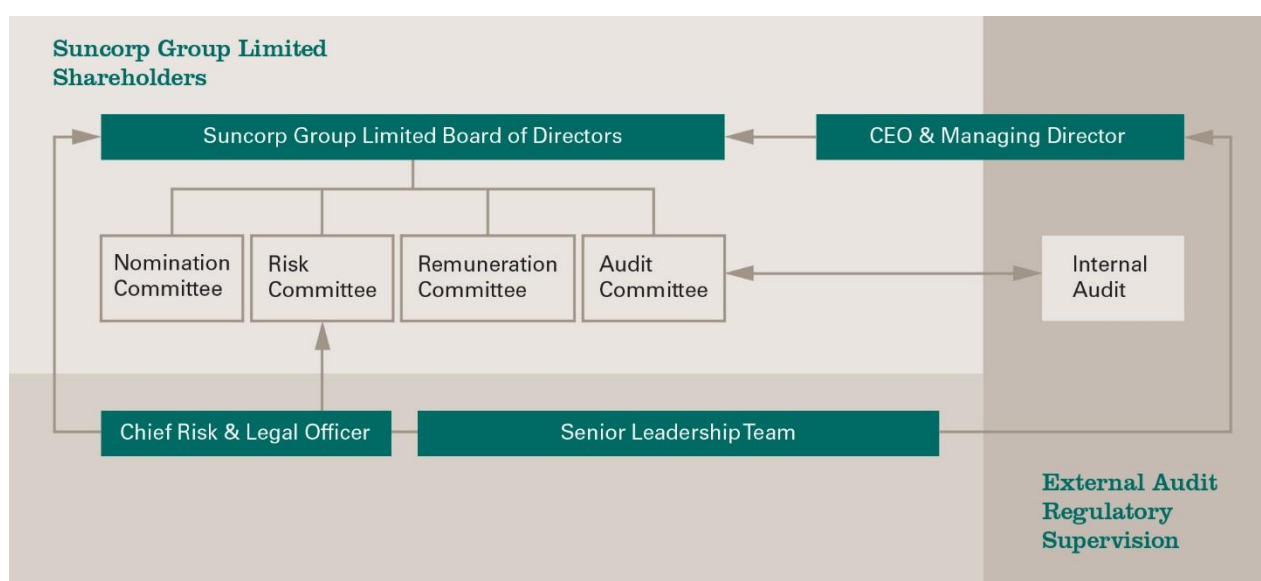 Suncorp Group Limited
Shareholders
Suncorp Group Limited Board of Directors
CEO & Managing Director
Nomination
Committee
Risk
Committee
Remuneration
Committee
Audit
Committee
Internal
Audit
Chief Risk & Legal Officer
Senior Leadership Team
External Audit
Regulatory
Supervision